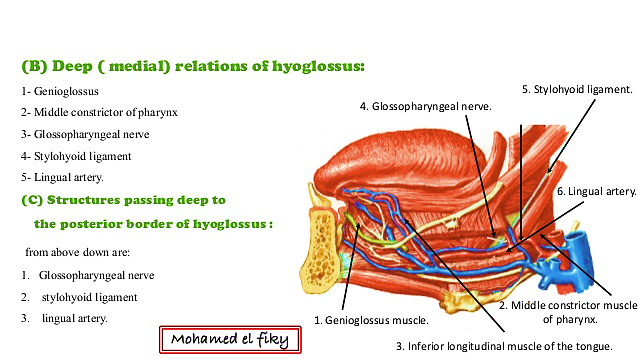 (B) Deep ( medial) relations of hyoglossus:
1- Genioglossus
2- Middle constrictor of pharynx
3- Glossopharyngeal nerve
4- Stylohyoid ligament
5- Lingual artery.
(C) Structures passing deep to
the posterior border of hyoglossus :
from above down are:
1. Glossopharyngeal nerve
2. stylohyoid ligament
3. lingual artery.
Mohamed el fiky
5. Stylohyoid ligament.
4. Glossopharyngeal nerve.
6. Lingual artery.
2. Middle constrictor muscle
of pharynx.
1. Genioglossus muscle.
3. Inferior longitudinal muscle of the tongue.